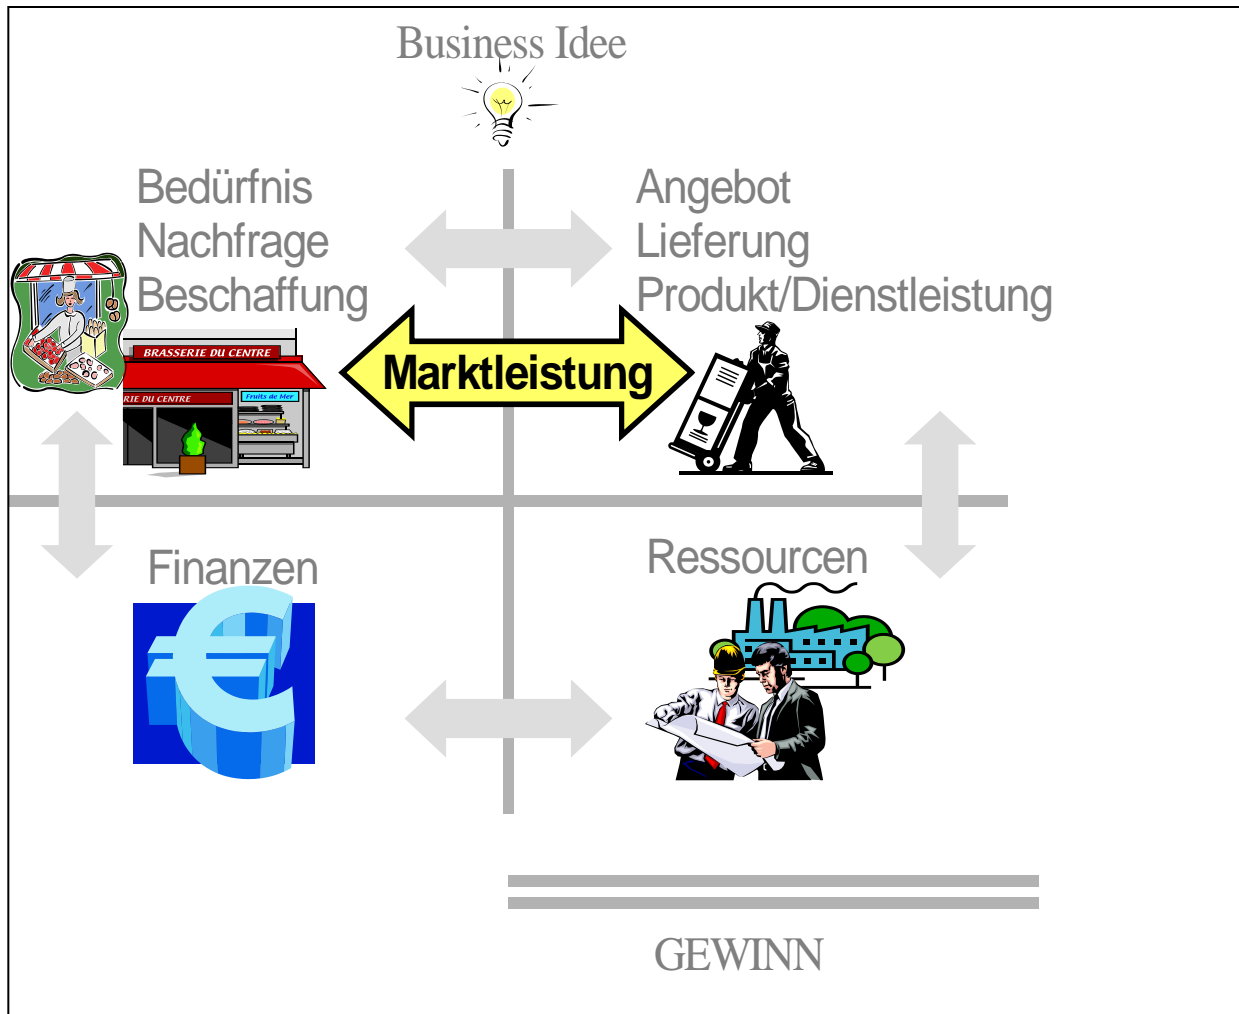 Business Idee
Bedürfnis
Nachfrage
Beschaffung
Angebot
Lieferung
Produkt/Dienstleistung
BRASSERIE DU CENTRE
RIE DU CENTRE
Fruits de Mer
Marktleistung
Finanzen
Ressourcen
€
GEWINN